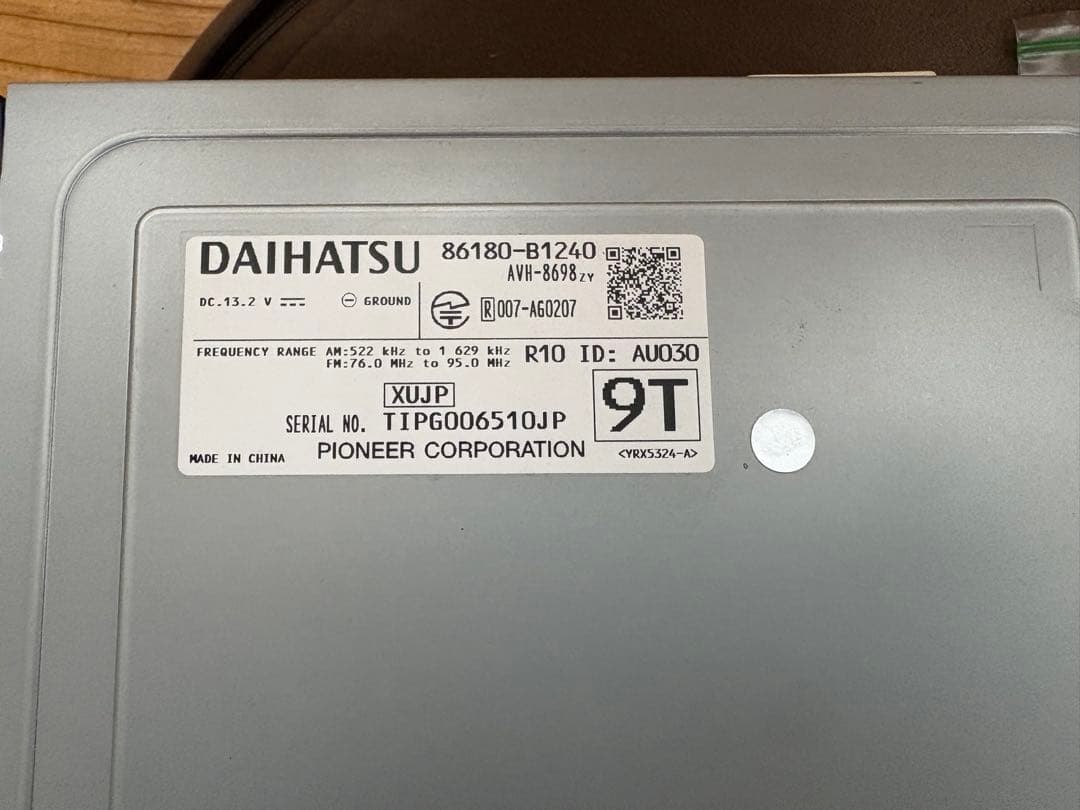 DAIHATSU 86180-B1240
AVH-8698ZY
DC.13.2 V GROUND R 007-AG0207
FREQUENCY RANGE AM:522 kHz to 1 629 kHz
FM:76.0 MHz to 95.0 MHz
R10 ID: AU030
XUJP
9T
SERIAL NO. TIPG006510JP
MADE IN CHINA PIONEER CORPORATION <YRX5324-A>